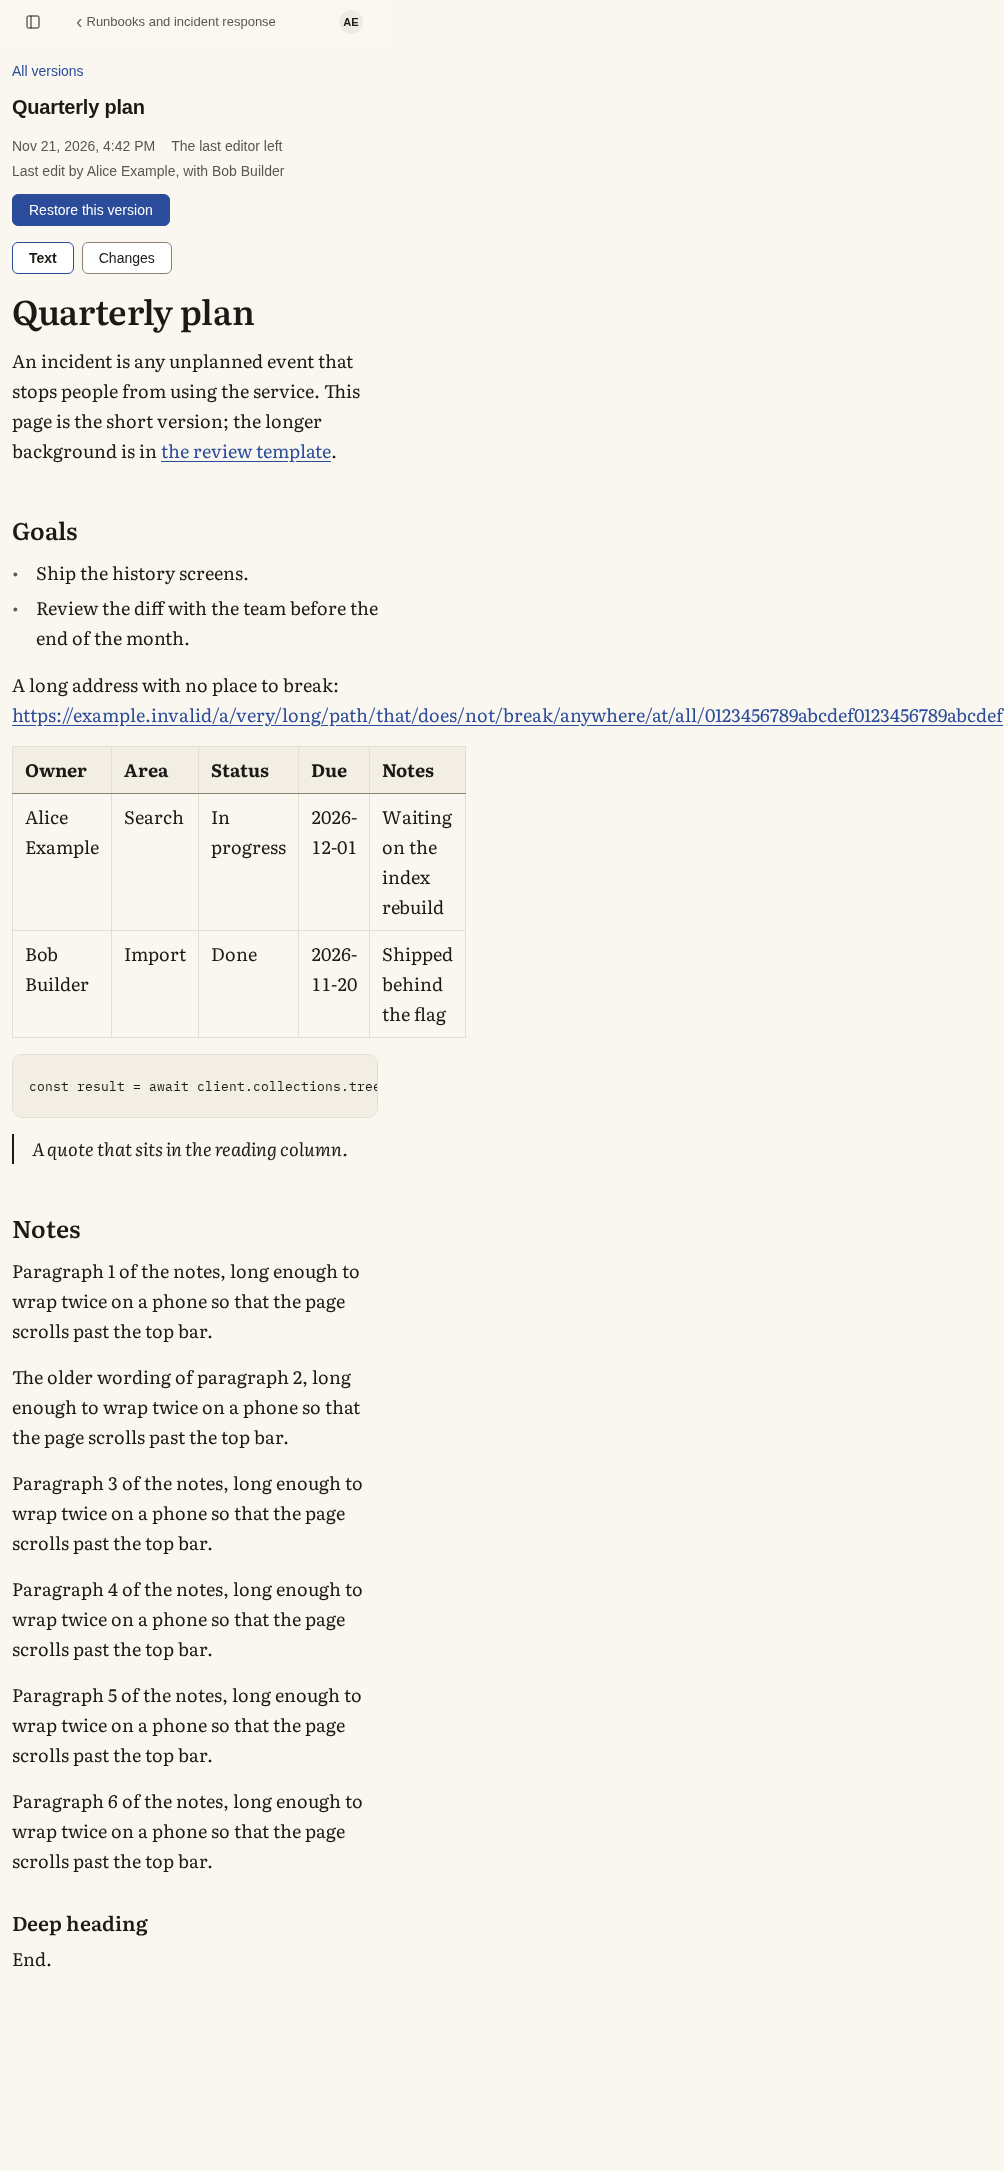 Runbooks and incident response
AE
All versions
Quarterly plan
Nov 21, 2026, 4:42 PM The last editor left
Last edit by Alice Example, with Bob Builder
Restore this version
Text Changes
Quarterly plan
An incident is any unplanned event that
stops people from using the service. This
page is the short version; the longer
background is in the review template.
Goals
• Ship the history screens.
• Review the diff with the team before the
end of the month.
A long address with no place to break:
https://example.invalid/a/very/long/path/that/does/not/break/anywhere/at/all/0123456789abcdef0123456789abcdef
Owner Area Status Due Notes
Alice Search In 2026- Waiting
Example progress 12-01 on the
index
rebuild
Bob Import Done 2026- Shipped
Builder 11-20 behind
the flag
const result = await client.collections.tree
A quote that sits in the reading column.
Notes
Paragraph 1 of the notes, long enough to
wrap twice on a phone so that the page
scrolls past the top bar.
The older wording of paragraph 2, long
enough to wrap twice on a phone so that
the page scrolls past the top bar.
Paragraph 3 of the notes, long enough to
wrap twice on a phone so that the page
scrolls past the top bar.
Paragraph 4 of the notes, long enough to
wrap twice on a phone so that the page
scrolls past the top bar.
Paragraph 5 of the notes, long enough to
wrap twice on a phone so that the page
scrolls past the top bar.
Paragraph 6 of the notes, long enough to
wrap twice on a phone so that the page
scrolls past the top bar.
Deep heading
End.